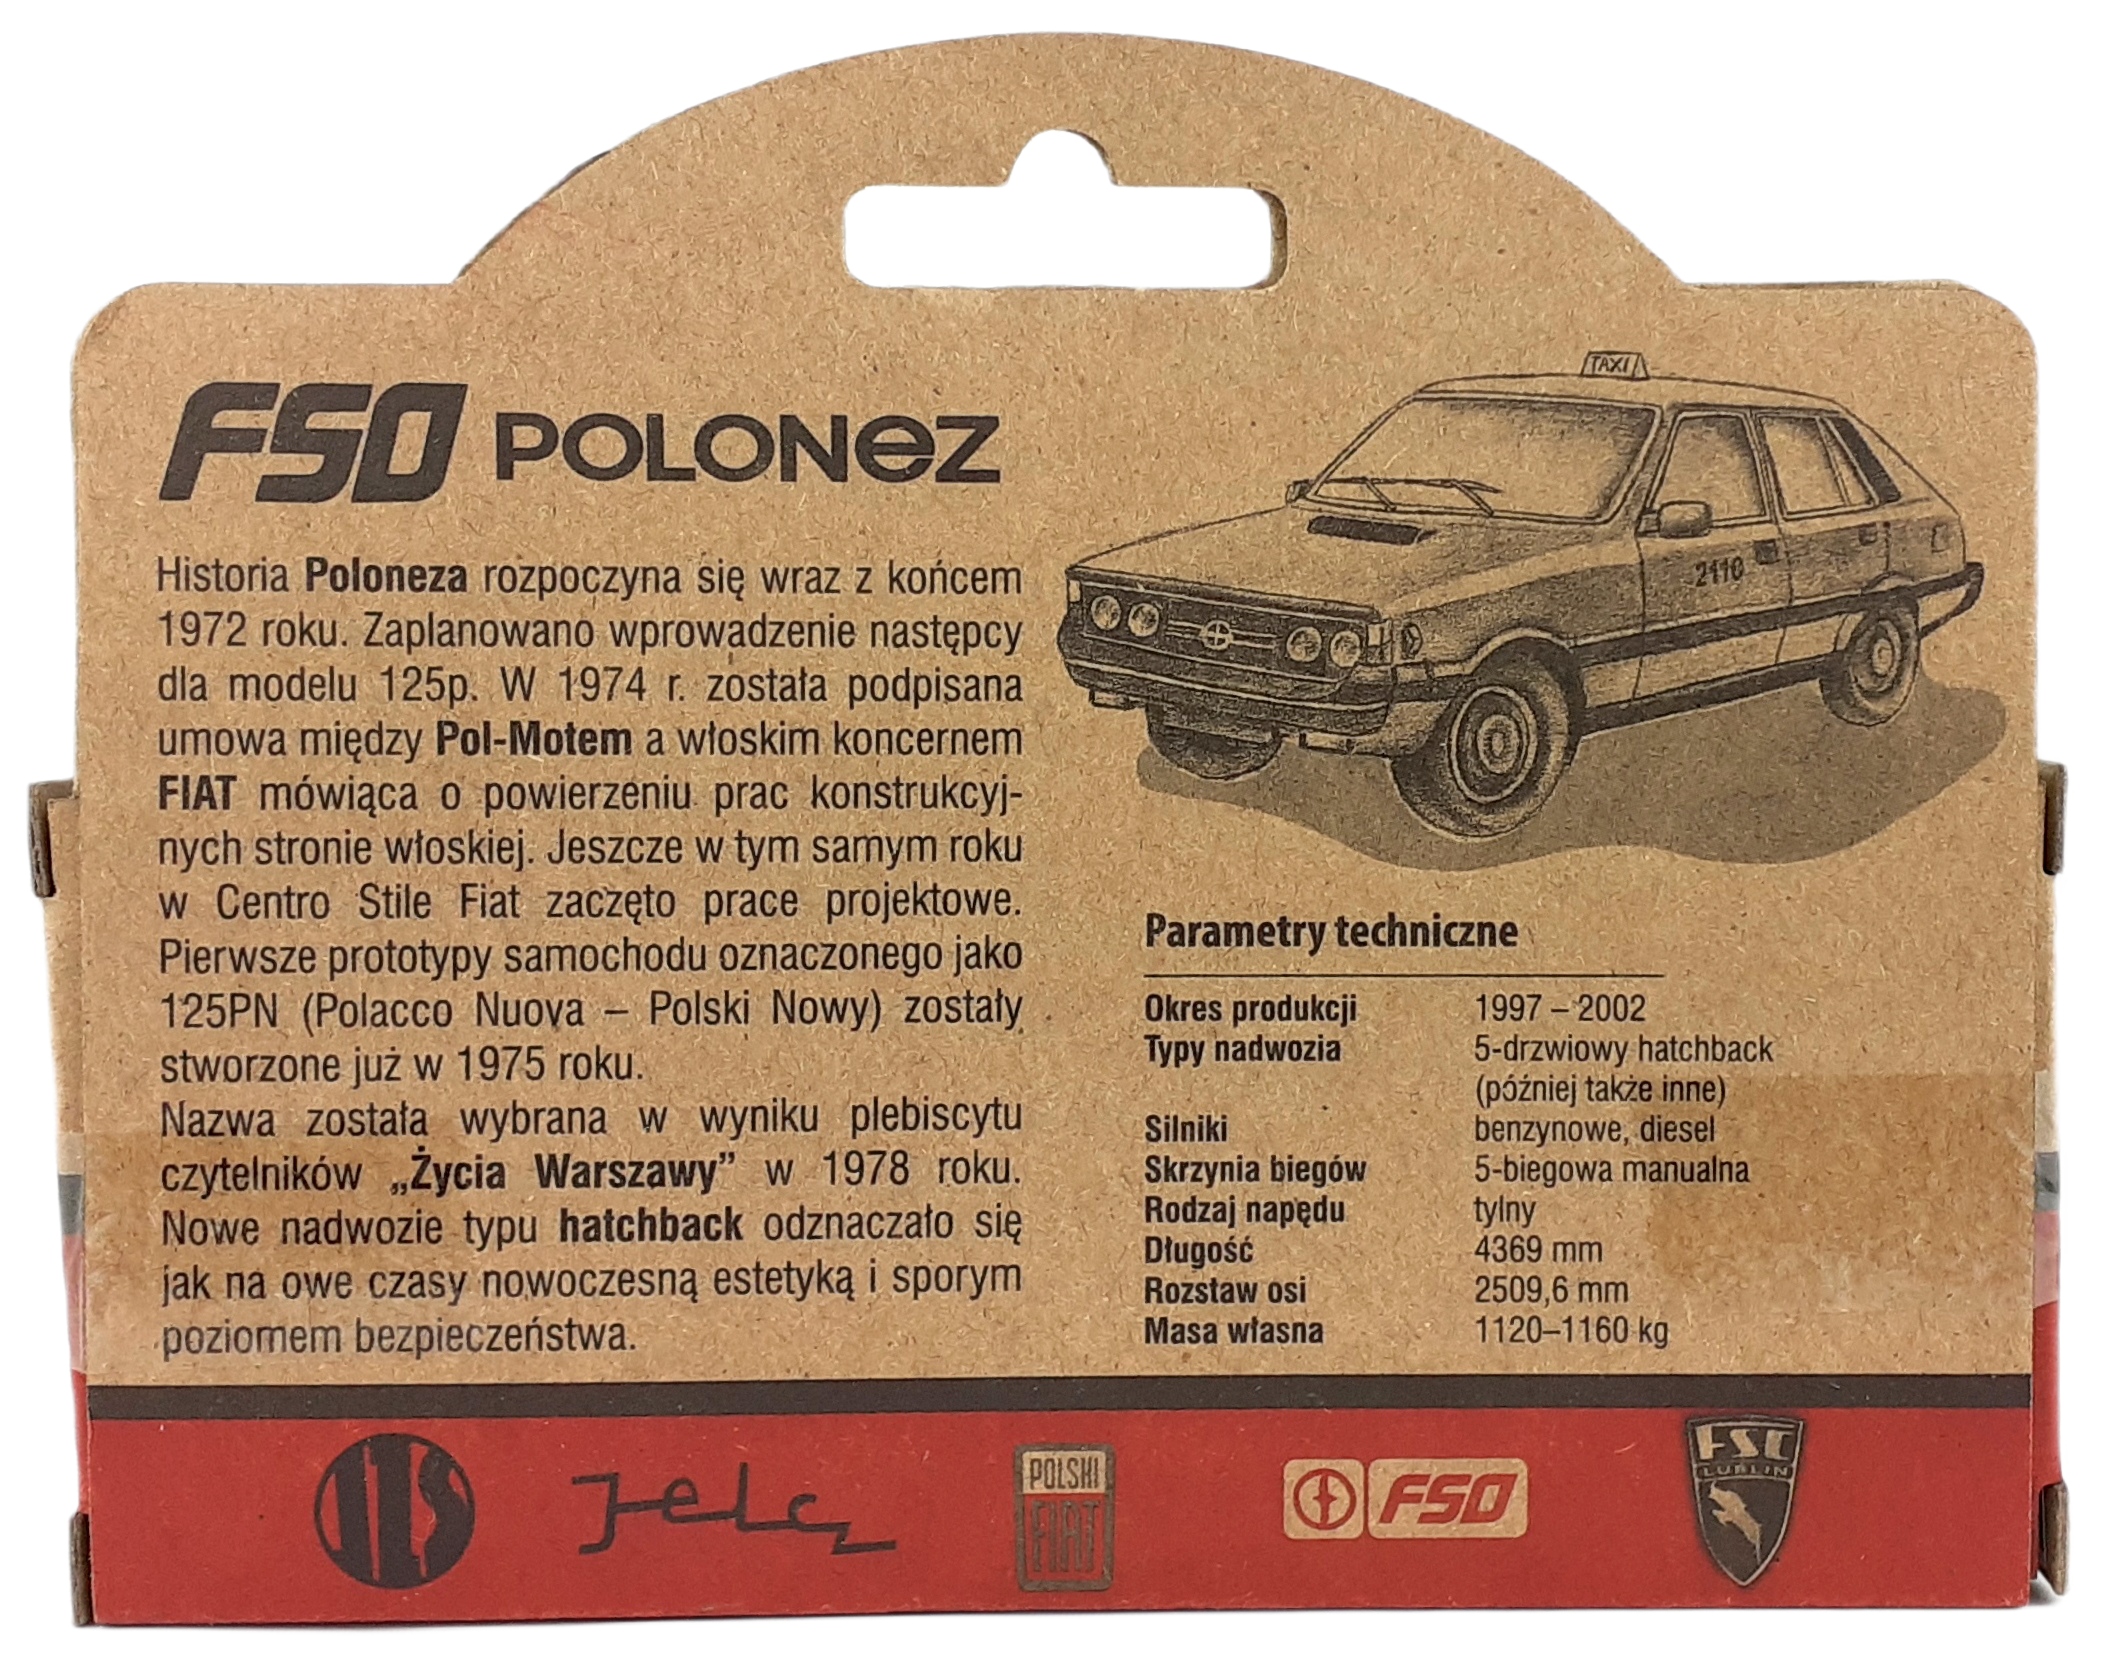 FSO POLONEZ
TAXI
2110
Historia Poloneza rozpoczyna się wraz z końcem
1972 roku. Zaplanowano wprowadzenie następcy
dla modelu 125p. W 1974 r. została podpisana
umowa między Pol-Motem a włoskim koncernem
FIAT mówiąca o powierzeniu prac konstrukcyj-
nych stronie włoskiej. Jeszcze w tym samym roku
w Centro Stile Fiat zaczęto prace projektowe.
Pierwsze prototypy samochodu oznaczonego jako
125PN (Polacco Nuova – Polski Nowy) zostały
stworzone już w 1975 roku.
Nazwa została wybrana w wyniku plebiscytu
czytelników „Życia Warszawy” w 1978 roku.
Nowe nadwozie typu hatchback odznaczało się
jak na owe czasy nowoczesną estetyką i sporym
poziomem bezpieczeństwa.
Parametry techniczne
Okres produkcji 1997 – 2002
Typy nadwozia 5-drzwiowy hatchback
(później także inne)
Silniki benzynowe, diesel
Skrzynia biegów 5-biegowa manualna
Rodzaj napędu tylny
Długość 4369 mm
Rozstaw osi 2509,6 mm
Masa własna 1120–1160 kg
Jelcz
POLSKI
FIAT
FSO
FSC
LUBLIN